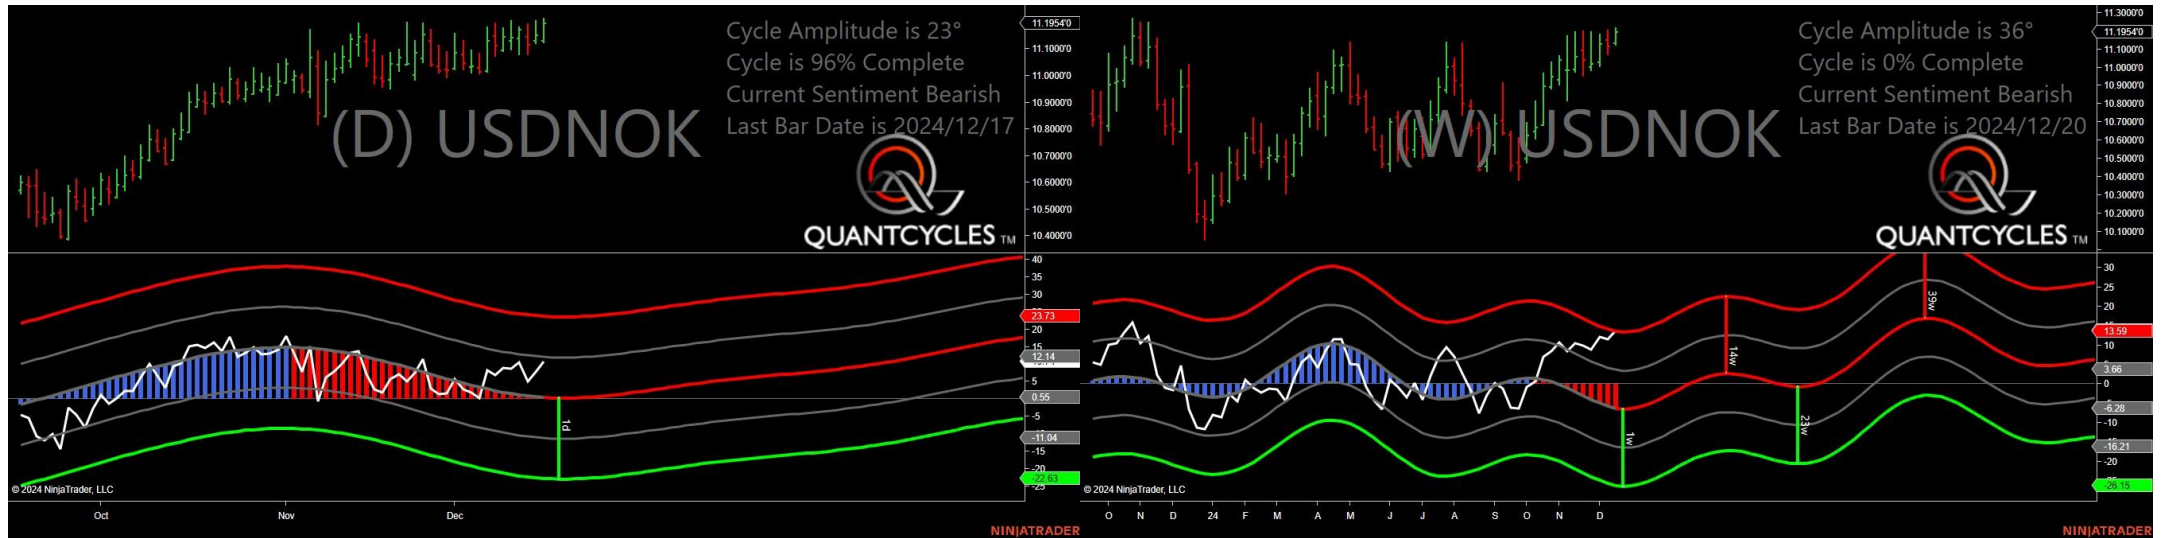 Cycle Amplitude is 23°
Cycle is 96% Complete
Current Sentiment Bearish
Last Bar Date is 2024/12/17
(D) USDNOK
QUANTCYCLES TM
11.1954'0
11.1000'0
11.0000'0
10.9000'0
10.8000'0
10.7000'0
10.6000'0
10.5000'0
10.4000'0
40
35
30
23.73
20
15
12.14
5
0.55
-5
-11.04
-15
-20
-22.63
-25
1d
© 2024 NinjaTrader, LLC
Oct Nov Dec
NINJATRADER
Cycle Amplitude is 36°
Cycle is 0% Complete
Current Sentiment Bearish
Last Bar Date is 2024/12/20
(W) USDNOK
QUANTCYCLES TM
11.3000'0
11.1954'0
11.1000'0
11.0000'0
10.9000'0
10.8000'0
10.7000'0
10.6000'0
10.5000'0
10.4000'0
10.3000'0
10.2000'0
10.1000'0
30
25
20
13.59
10
3.66
0
-6.28
-10
-16.21
-20
-26.15
1w
14w
23w
39w
© 2024 NinjaTrader, LLC
O N D 24 F M A M J J A S O N D
NINJATRADER